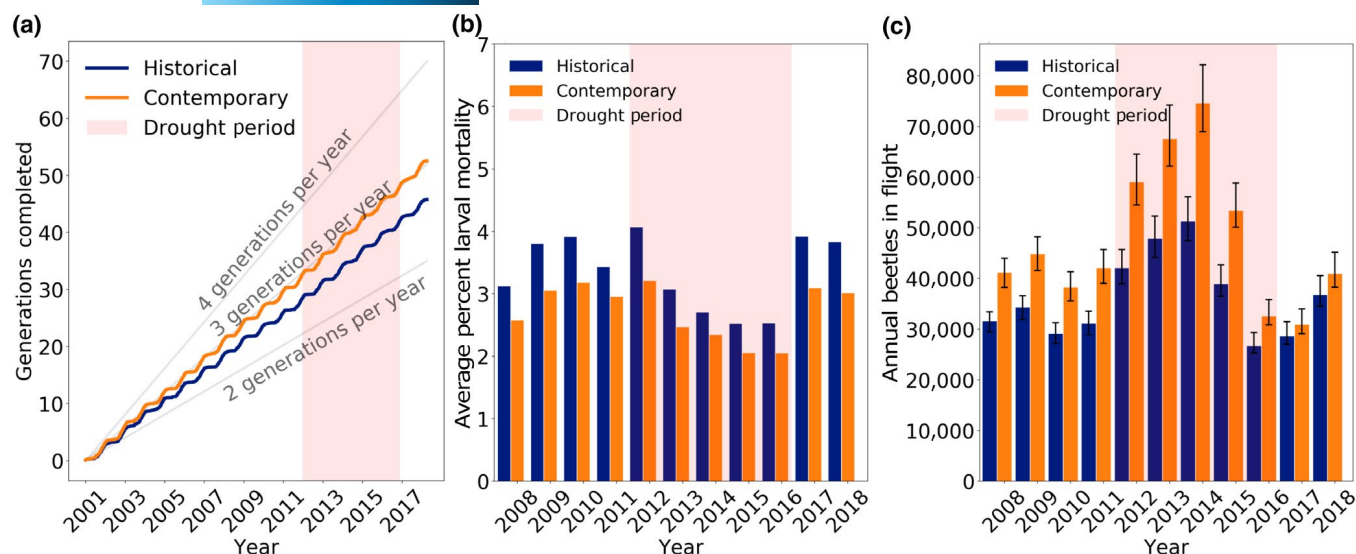 (a)
Generations completed
70
60
50
40
30
20
10
0
Historical
Contemporary
Drought period
4 generations per year
3 generations per year
2 generations per year
2001
2003
2005
2007
2009
2011
2013
2015
2017
Year
(b)
Average percent larval mortality
7
6
5
4
3
2
1
0
Historical
Contemporary
Drought period
2008
2009
2010
2011
2012
2013
2014
2015
2016
2017
2018
Year
(c)
Annual beetles in flight
80,000
70,000
60,000
50,000
40,000
30,000
20,000
10,000
0
Historical
Contemporary
Drought period
2008
2009
2010
2011
2012
2013
2014
2015
2016
2017
2018
Year